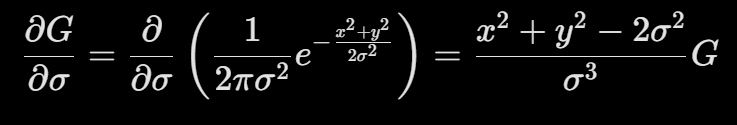 ∂G/∂σ = ∂/∂σ ( 1/(2πσ²) e^(−(x²+y²)/(2σ²)) ) = (x² + y² − 2σ²)/σ³ G